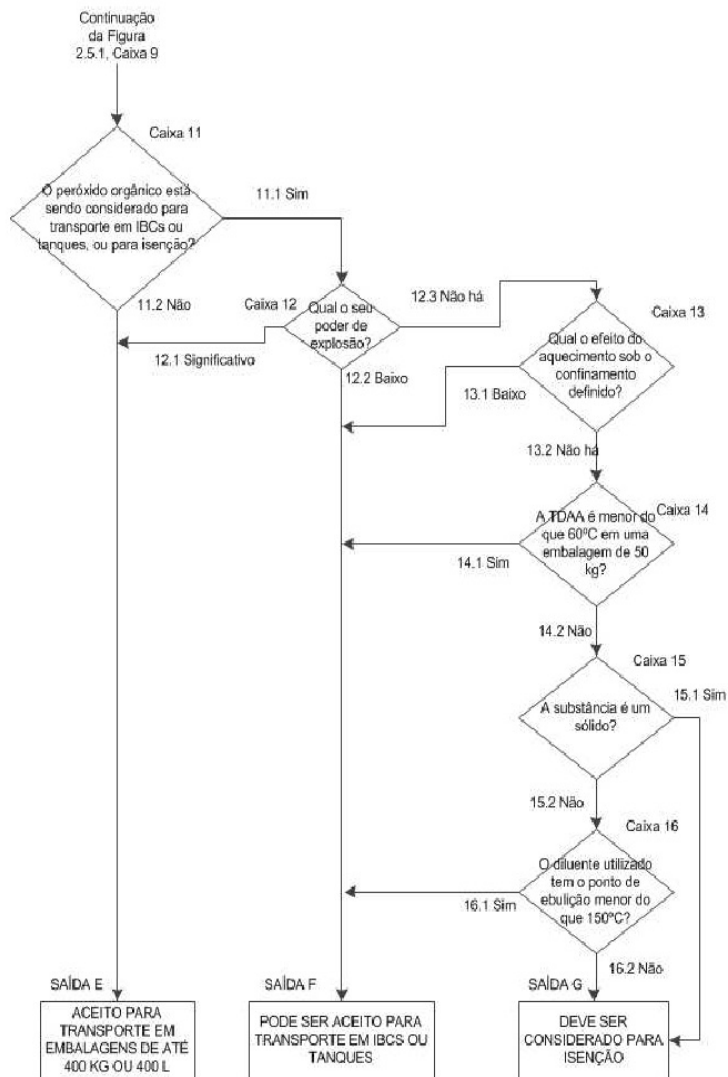 Continuação
da Figura
2.5.1, Caixa 9
Caixa 11
O peróxido orgânico está
sendo considerado para
transporte em IBCs ou
tanques, ou para isenção?
11.1 Sim
11.2 Não
Caixa 12
Qual o seu
poder de
explosão?
12.3 Não há
12.1 Significativo
12.2 Baixo
Caixa 13
Qual o efeito do
aquecimento sob o
confinamento
definido?
13.1 Baixo
13.2 Não há
Caixa 14
A TDAA é menor do
que 60ºC em uma
embalagem de 50
kg?
14.1 Sim
14.2 Não
Caixa 15
A substância é um
sólido?
15.1 Sim
15.2 Não
Caixa 16
O diluente utilizado
tem o ponto de
ebulição menor do
que 150ºC?
16.1 Sim
16.2 Não
SAÍDA E
ACEITO PARA
TRANSPORTE EM
EMBALAGENS DE ATÉ
400 KG OU 400 L
SAÍDA F
PODE SER ACEITO PARA
TRANSPORTE EM IBCS OU
TANQUES
SAÍDA G
DEVE SER
CONSIDERADO PARA
ISENÇÃO